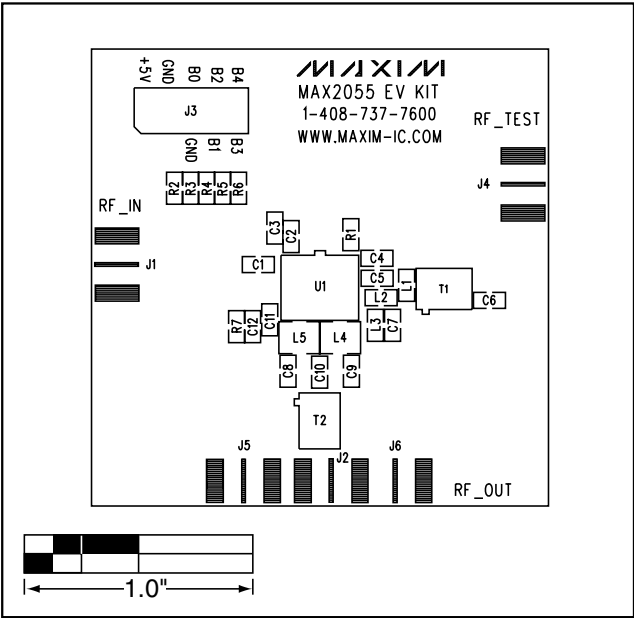 MAXIM
MAX2055 EV KIT
1-408-737-7600
WWW.MAXIM-IC.COM
+5V
GND
B0
B2
B4
J3
GND
B1
B3
RF_TEST
J4
R2
R3
R4
R5
R6
RF_IN
J1
C3
C2
R1
C1
C4
C5
U1
L2
L1
T1
C6
R7
C12
C11
L5
L4
L3
C7
C8
C10
C9
T2
J5
J2
J6
RF_OUT
1.0"